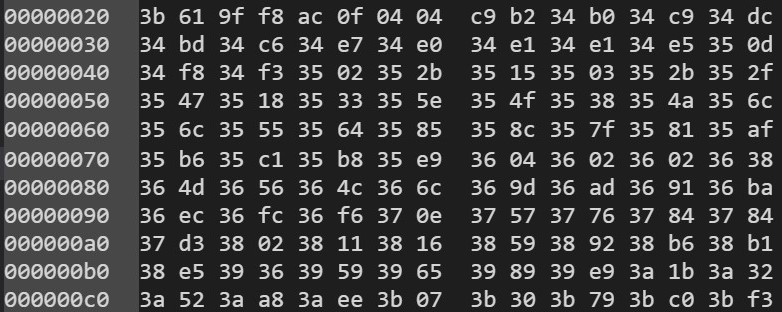 00000020 3b 61 9f f8 ac 0f 04 04 c9 b2 34 b0 34 c9 34 dc
00000030 34 bd 34 c6 34 e7 34 e0 34 e1 34 e1 34 e5 35 0d
00000040 34 f8 34 f3 35 02 35 2b 35 15 35 03 35 2b 35 2f
00000050 35 47 35 18 35 33 35 5e 35 4f 35 38 35 4a 35 6c
00000060 35 6c 35 55 35 64 35 85 35 8c 35 7f 35 81 35 af
00000070 35 b6 35 c1 35 b8 35 e9 36 04 36 02 36 02 36 38
00000080 36 4d 36 56 36 4c 36 6c 36 9d 36 ad 36 91 36 ba
00000090 36 ec 36 fc 36 f6 37 0e 37 57 37 76 37 84 37 84
000000a0 37 d3 38 02 38 11 38 16 38 59 38 92 38 b6 38 b1
000000b0 38 e5 39 36 39 59 39 65 39 89 39 e9 3a 1b 3a 32
000000c0 3a 52 3a a8 3a ee 3b 07 3b 30 3b 79 3b c0 3b f3